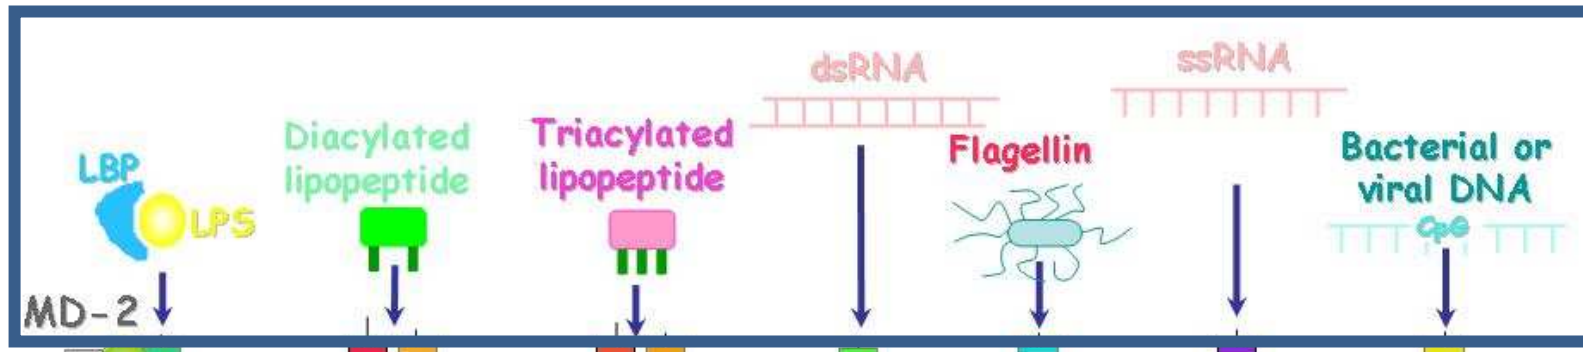 LBP
LPS
MD-2
Diacylated
lipopeptide
Triacylated
lipopeptide
dsRNA
Flagellin
ssRNA
Bacterial or
viral DNA
CpG